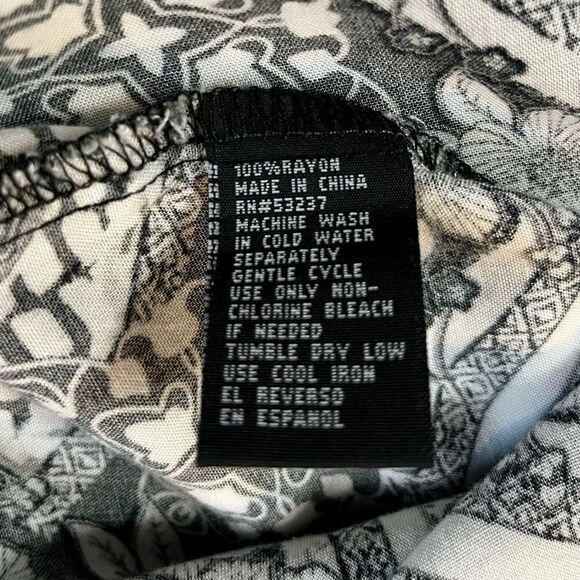 100%RAYON
MADE IN CHINA
RN#53237
MACHINE WASH
IN COLD WATER
SEPARATELY
GENTLE CYCLE
USE ONLY NON-
CHLORINE BLEACH
IF NEEDED
TUMBLE DRY LOW
USE COOL IRON
EL REVERSO
EN ESPANOL